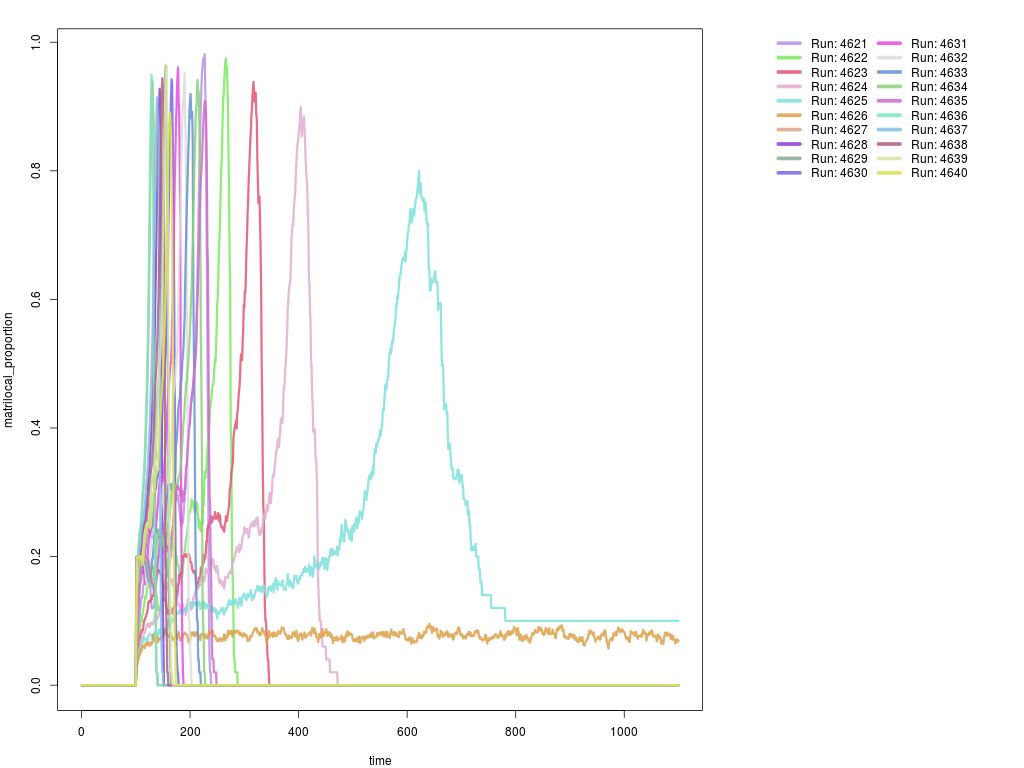 1.0
0.8
0.6
0.4
0.2
0.0
matrilocal_proportion
0 200 400 600 800 1000
time
Run: 4621 Run: 4631
Run: 4622 Run: 4632
Run: 4623 Run: 4633
Run: 4624 Run: 4634
Run: 4625 Run: 4635
Run: 4626 Run: 4636
Run: 4627 Run: 4637
Run: 4628 Run: 4638
Run: 4629 Run: 4639
Run: 4630 Run: 4640